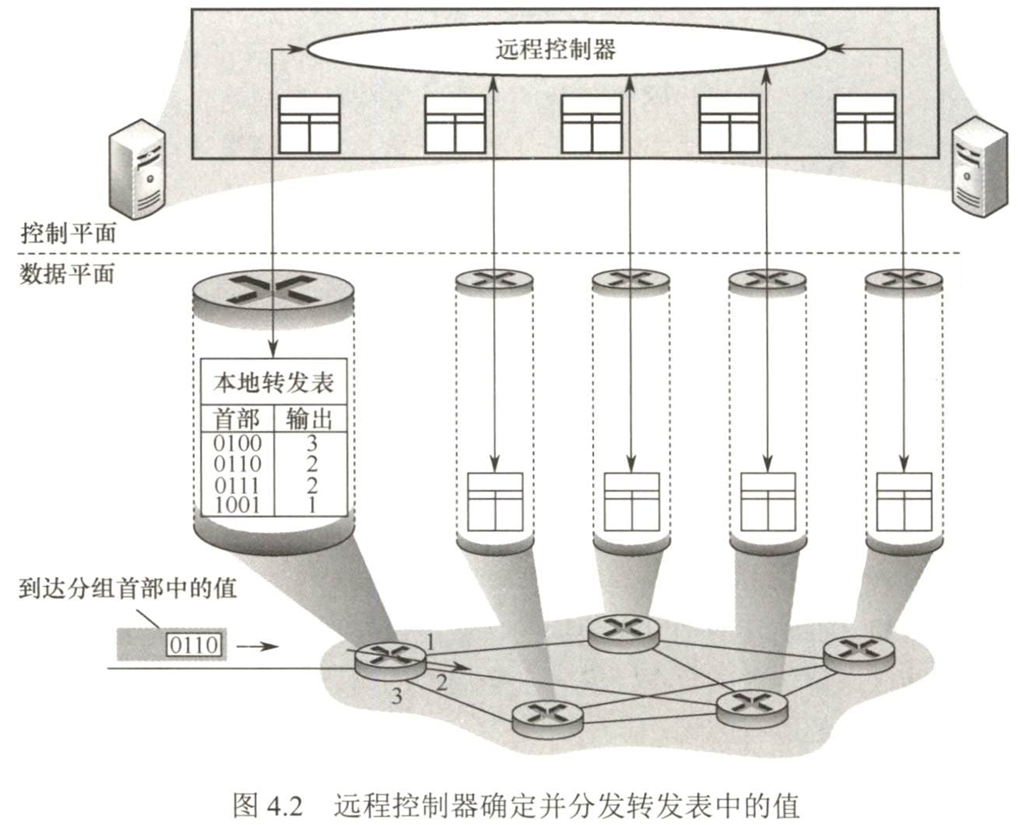 远程控制器
控制平面
数据平面
本地转发表
首部 输出
0100 3
0110 2
0111 2
1001 1
到达分组首部中的值
0110
1
2
3
图 4.2 远程控制器确定并分发转发表中的值